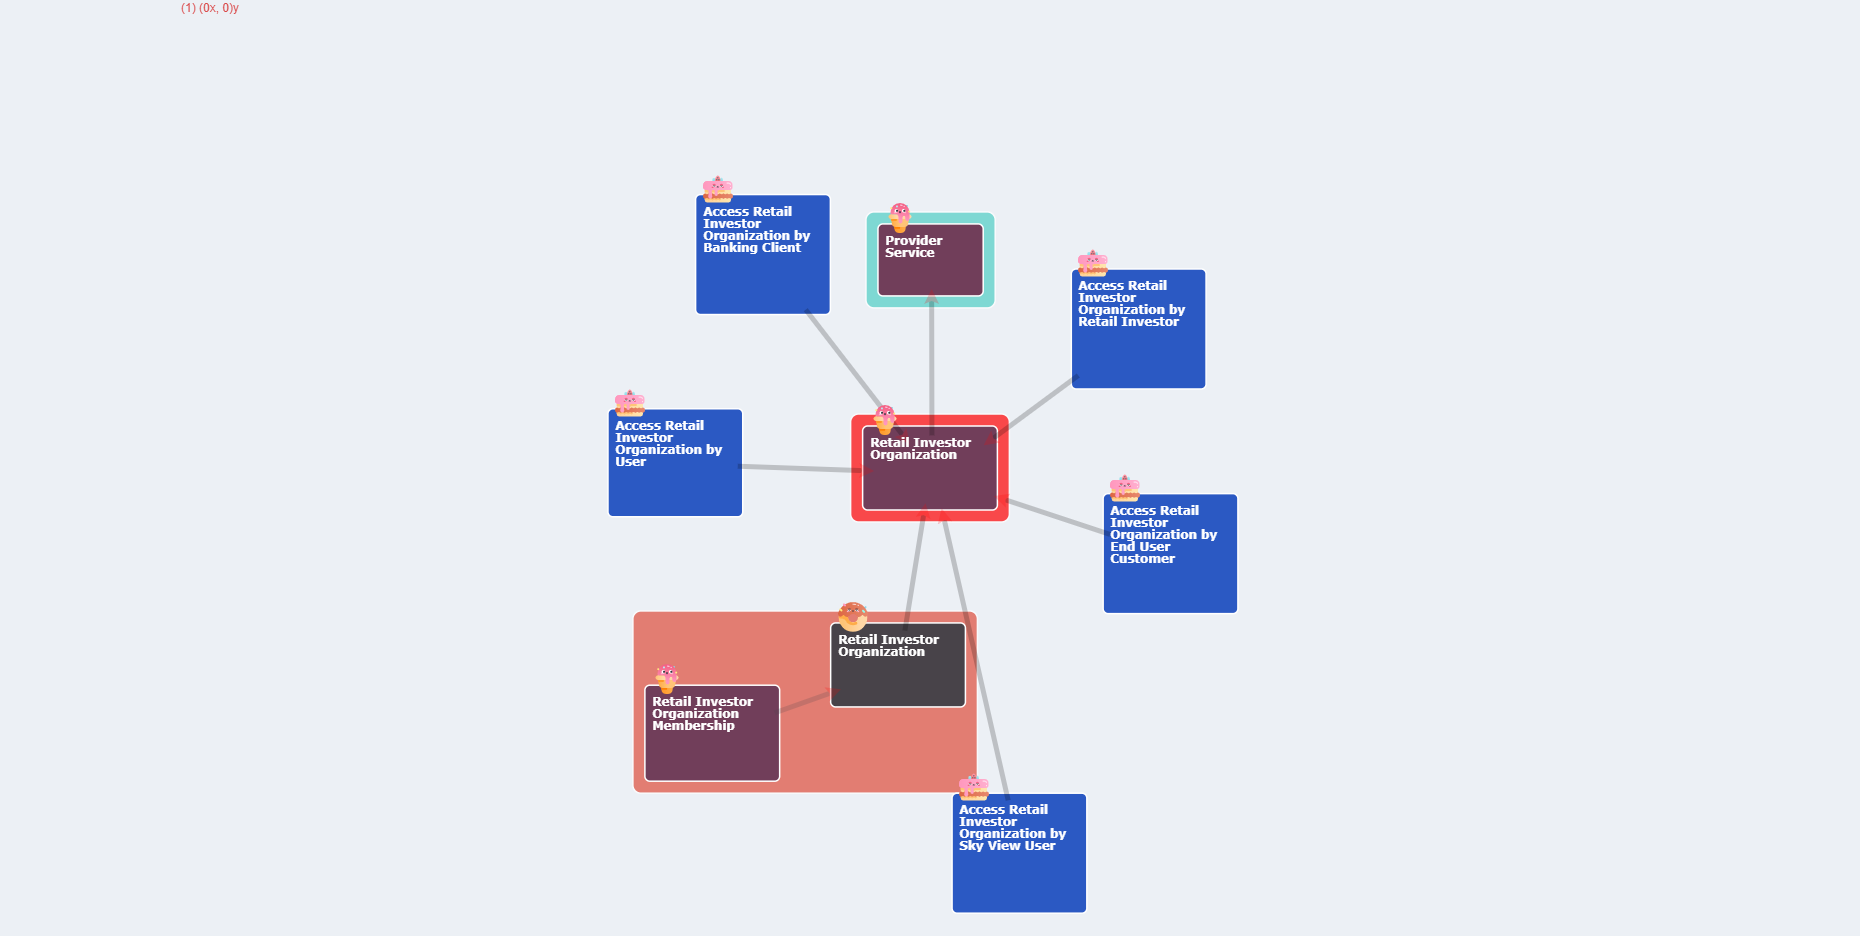 (1) (0x, 0)y
Access Retail
Investor
Organization by
Banking Client
Provider
Service
Access Retail
Investor
Organization by
Retail Investor
Access Retail
Investor
Organization by
User
Retail Investor
Organization
Access Retail
Investor
Organization by
End User
Customer
Retail Investor
Organization
Retail Investor
Organization
Membership
Access Retail
Investor
Organization by
Sky View User